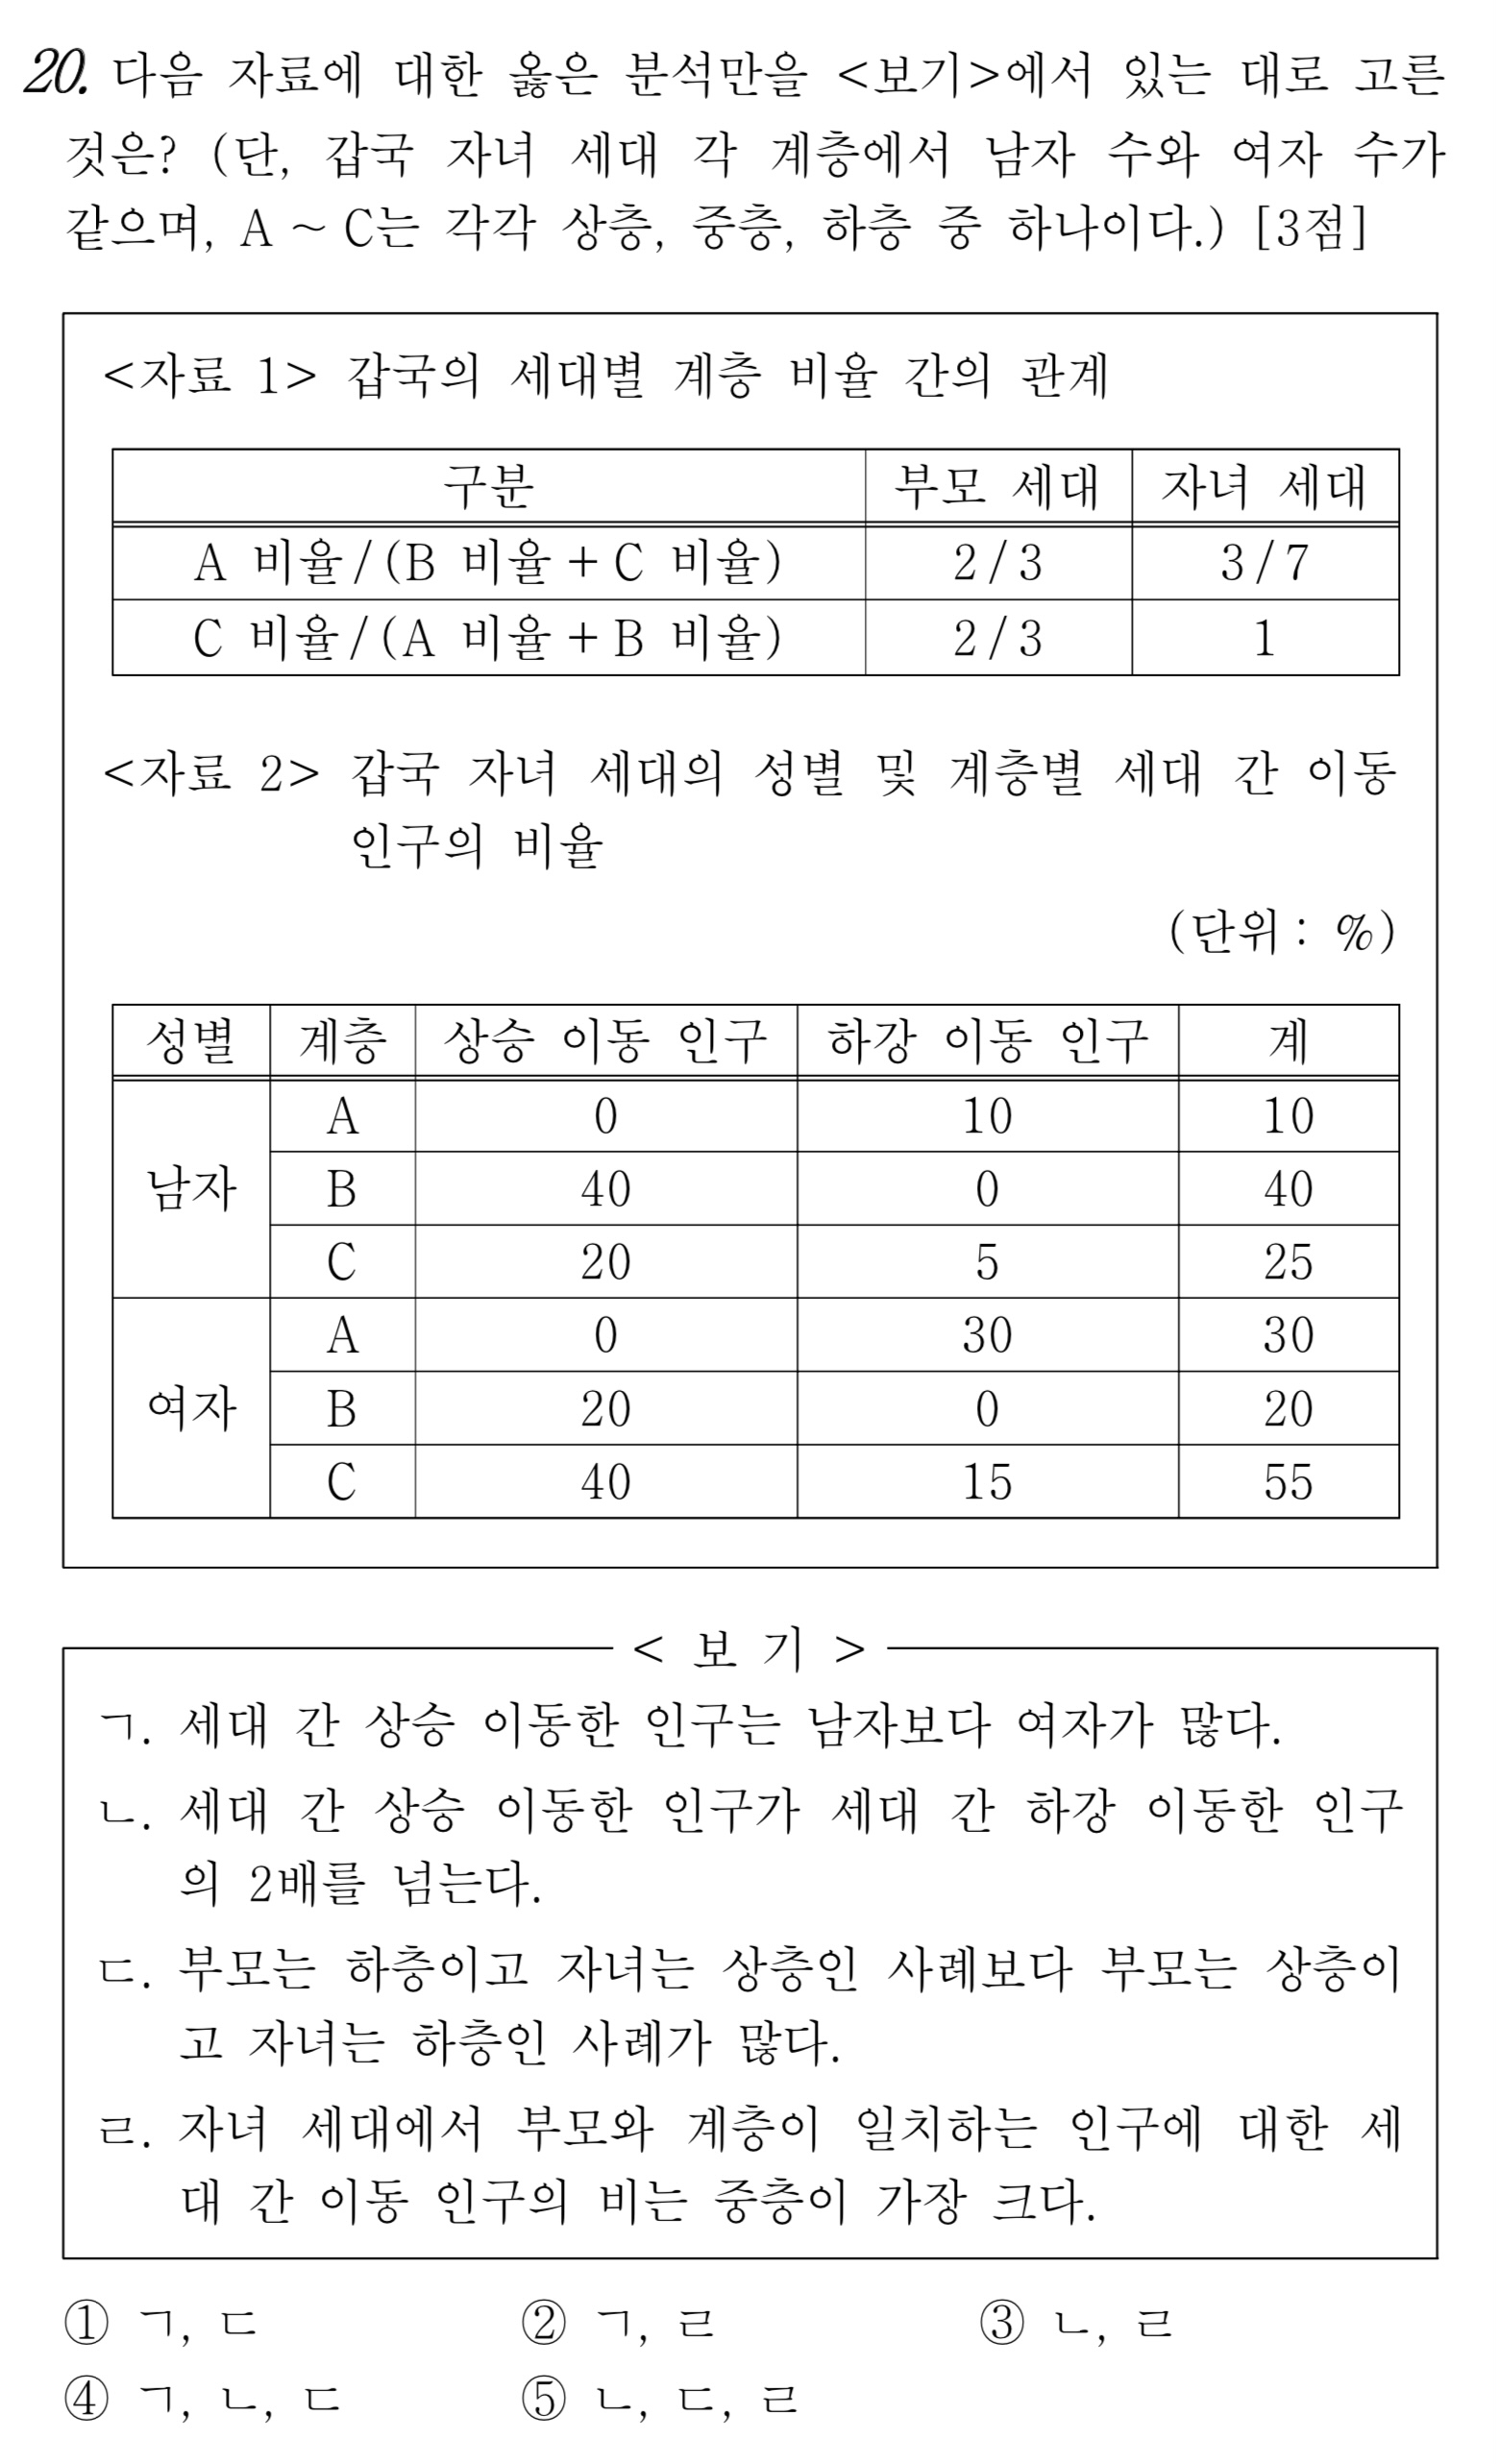 20. 다음 자료에 대한 옳은 분석만을 <보기>에서 있는 대로 고른
것은? (단, 갑국 자녀 세대 각 계층에서 남자 수와 여자 수가
같으며, A ~ C는 각각 상층, 중층, 하층 중 하나이다.) [3점]
<자료 1> 갑국의 세대별 계층 비율 간의 관계
구분 부모 세대 자녀 세대
A 비율/(B 비율+C 비율) 2/3 3/7
C 비율/(A 비율+B 비율) 2/3 1
<자료 2> 갑국 자녀 세대의 성별 및 계층별 세대 간 이동
인구의 비율
(단위: %)
성별 계층 상승 이동 인구 하강 이동 인구 계
남자 A 0 10 10
B 40 0 40
C 20 5 25
여자 A 0 30 30
B 20 0 20
C 40 15 55
< 보 기 >
ㄱ. 세대 간 상승 이동한 인구는 남자보다 여자가 많다.
ㄴ. 세대 간 상승 이동한 인구가 세대 간 하강 이동한 인구
의 2배를 넘는다.
ㄷ. 부모는 하층이고 자녀는 상층인 사례보다 부모는 상층이
고 자녀는 하층인 사례가 많다.
ㄹ. 자녀 세대에서 부모와 계층이 일치하는 인구에 대한 세
대 간 이동 인구의 비는 중층이 가장 크다.
① ㄱ, ㄷ ② ㄱ, ㄹ ③ ㄴ, ㄹ
④ ㄱ, ㄴ, ㄷ ⑤ ㄴ, ㄷ, ㄹ